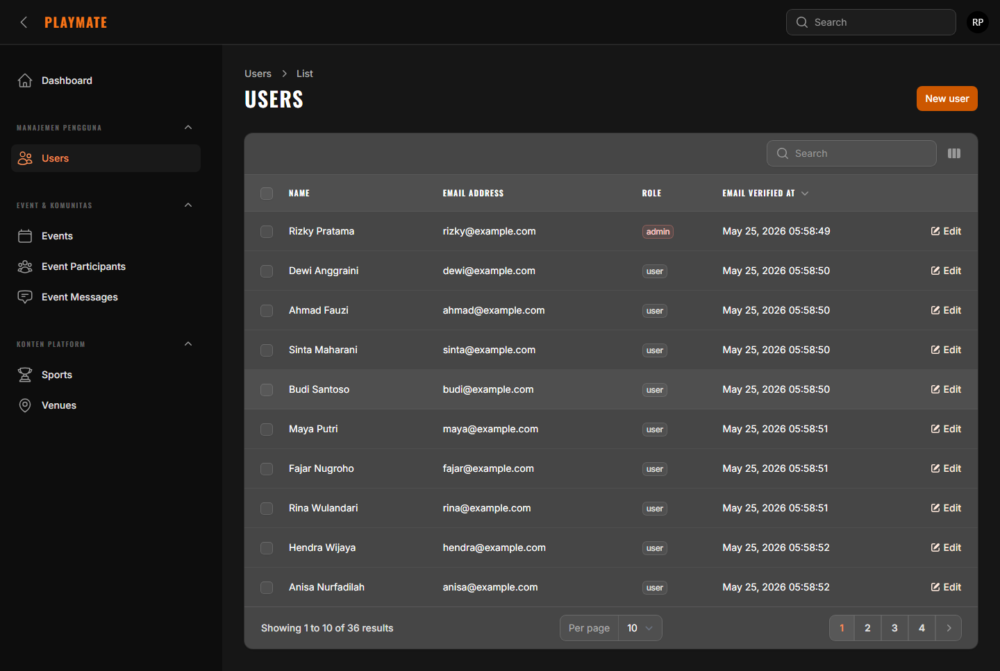 PLAYMATE
Search
RP
Dashboard
MANAJEMEN PENGGUNA
Users
EVENT & KOMUNITAS
Events
Event Participants
Event Messages
KONTEN PLATFORM
Sports
Venues
Users > List
USERS
New user
Search
NAME EMAIL ADDRESS ROLE EMAIL VERIFIED AT
Rizky Pratama rizky@example.com admin May 25, 2026 05:58:49 Edit
Dewi Anggraini dewi@example.com user May 25, 2026 05:58:50 Edit
Ahmad Fauzi ahmad@example.com user May 25, 2026 05:58:50 Edit
Sinta Maharani sinta@example.com user May 25, 2026 05:58:50 Edit
Budi Santoso budi@example.com user May 25, 2026 05:58:50 Edit
Maya Putri maya@example.com user May 25, 2026 05:58:51 Edit
Fajar Nugroho fajar@example.com user May 25, 2026 05:58:51 Edit
Rina Wulandari rina@example.com user May 25, 2026 05:58:51 Edit
Hendra Wijaya hendra@example.com user May 25, 2026 05:58:52 Edit
Anisa Nurfadilah anisa@example.com user May 25, 2026 05:58:52 Edit
Showing 1 to 10 of 36 results Per page 10 1 2 3 4